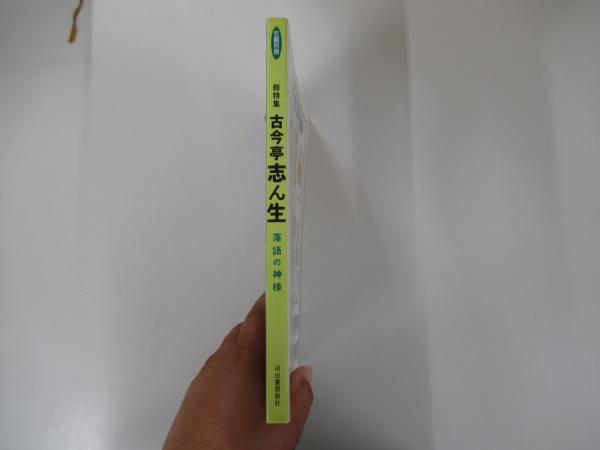 文藝別冊
総特集
古今亭志ん生
落語の神様
河出書房新社